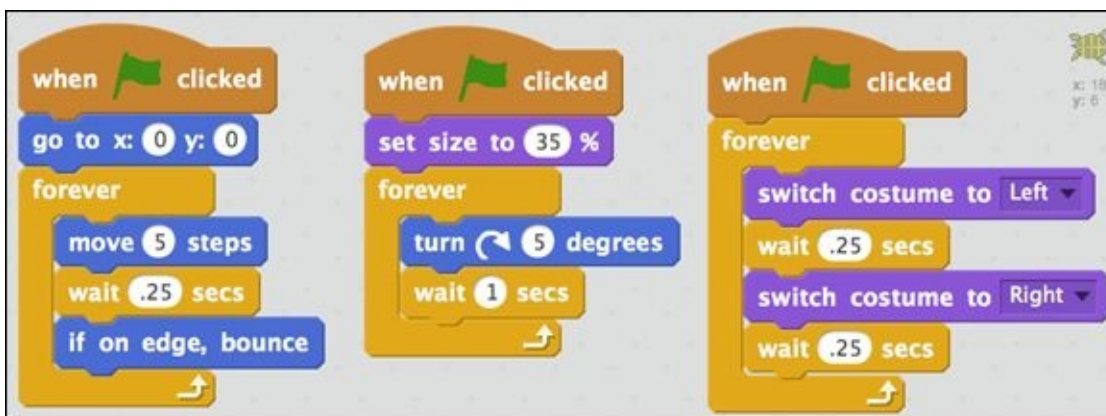 when clicked
go to x: 0 y: 0
forever
move 5 steps
wait .25 secs
if on edge, bounce
when clicked
set size to 35 %
forever
turn 5 degrees
wait 1 secs
when clicked
forever
switch costume to Left
wait .25 secs
switch costume to Right
wait .25 secs
x: 18
y: 6